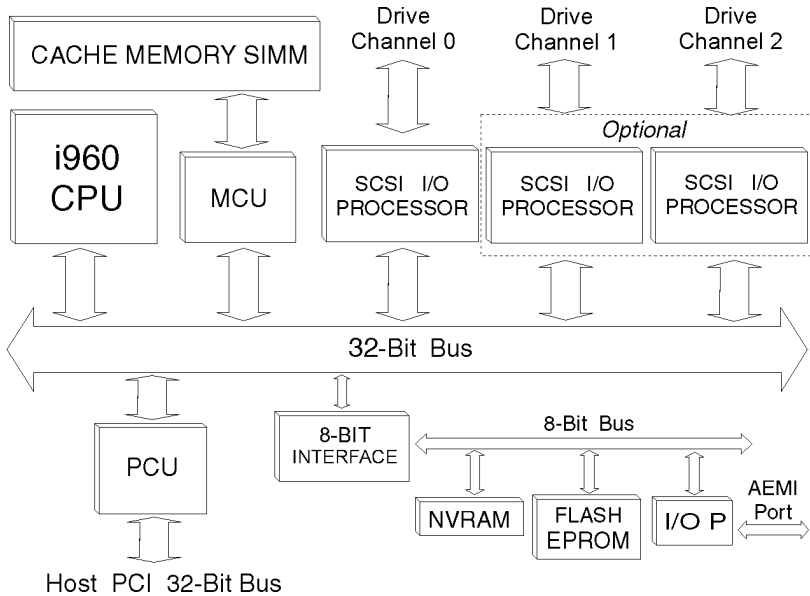 Drive
Channel 0
Drive
Channel 1
Drive
Channel 2
CACHE MEMORY SIMM
Optional
i960
CPU
MCU
SCSI I/O
PROCESSOR
SCSI I/O
PROCESSOR
SCSI I/O
PROCESSOR
32-Bit Bus
PCU
8-BIT
INTERFACE
8-Bit Bus
NVRAM
FLASH
EPROM
I/O P
AEMI
Port
Host PCI 32-Bit Bus